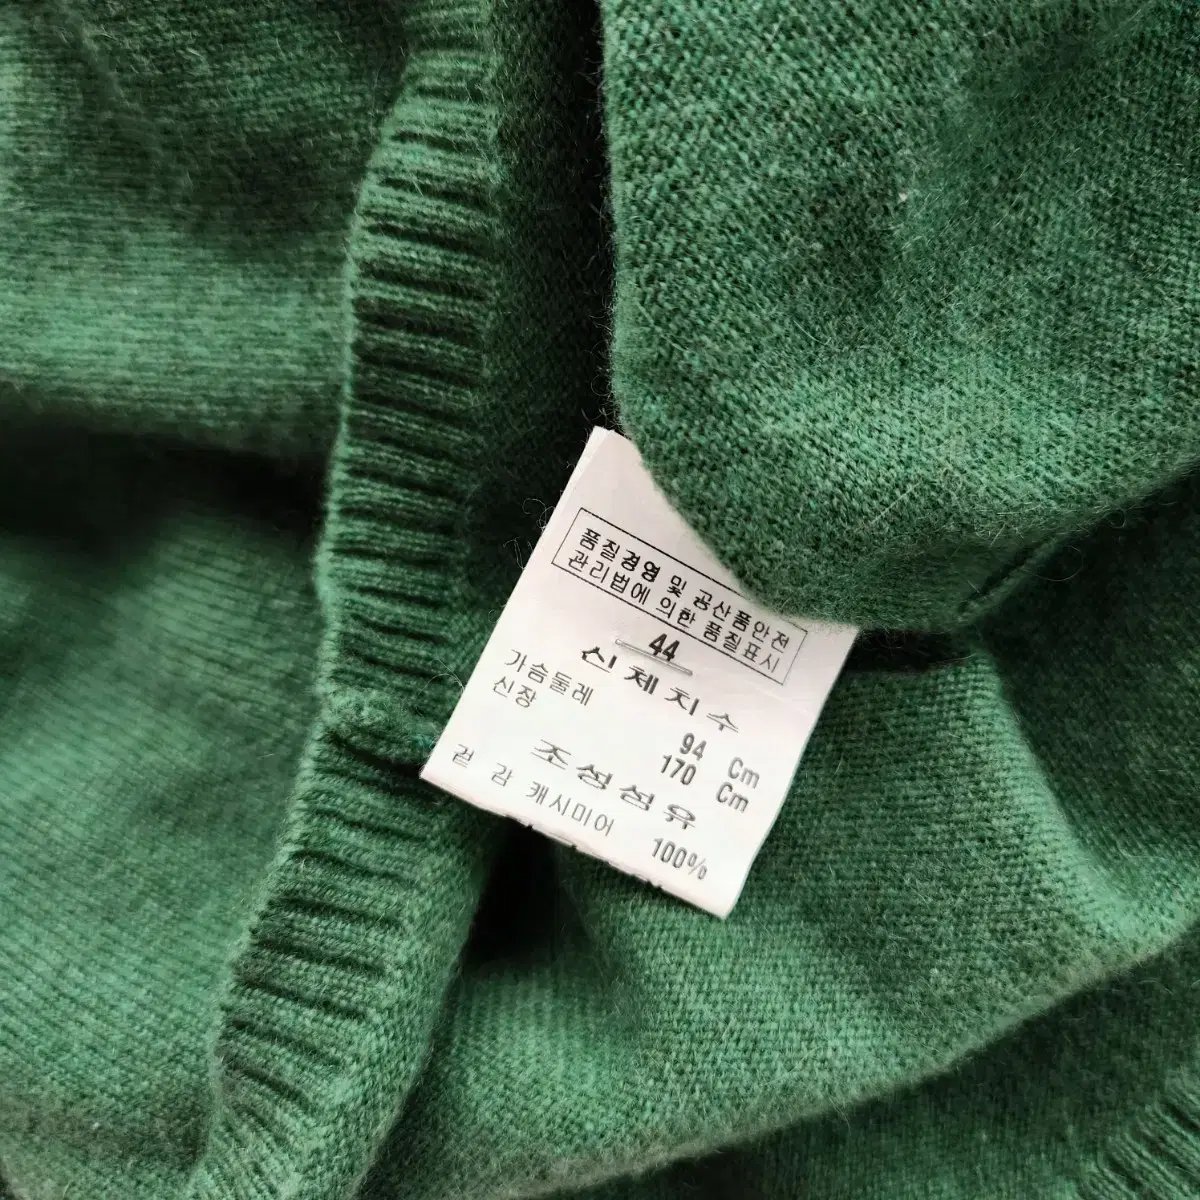 품질경영 및 공산품안전
관리법에 의한 품질표시
44
신체치수
가슴둘레 94 Cm
신장 170 Cm
조성섬유
겉감 캐시미어 100%